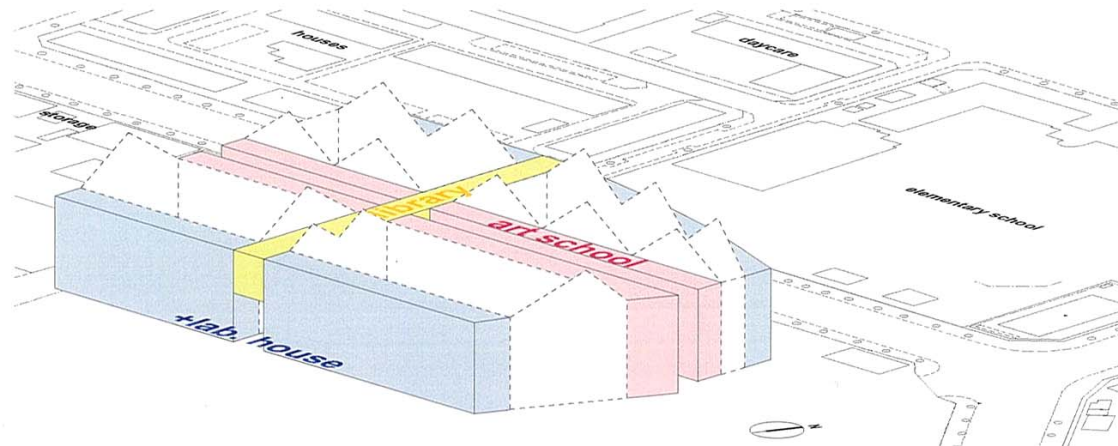 houses
daycare
storage
elementary school
library
art school
+lab. house
N